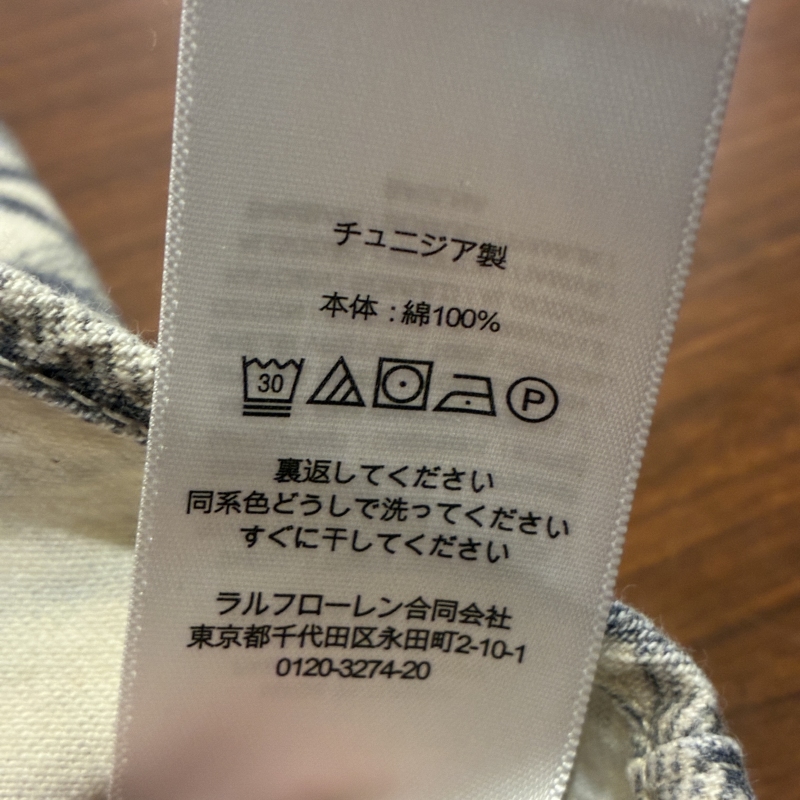 チュニジア製
本体 : 綿100%
30
P
裏返してください
同系色どうしで洗ってください
すぐに干してください
ラルフローレン合同会社
東京都千代田区永田町2-10-1
0120-3274-20